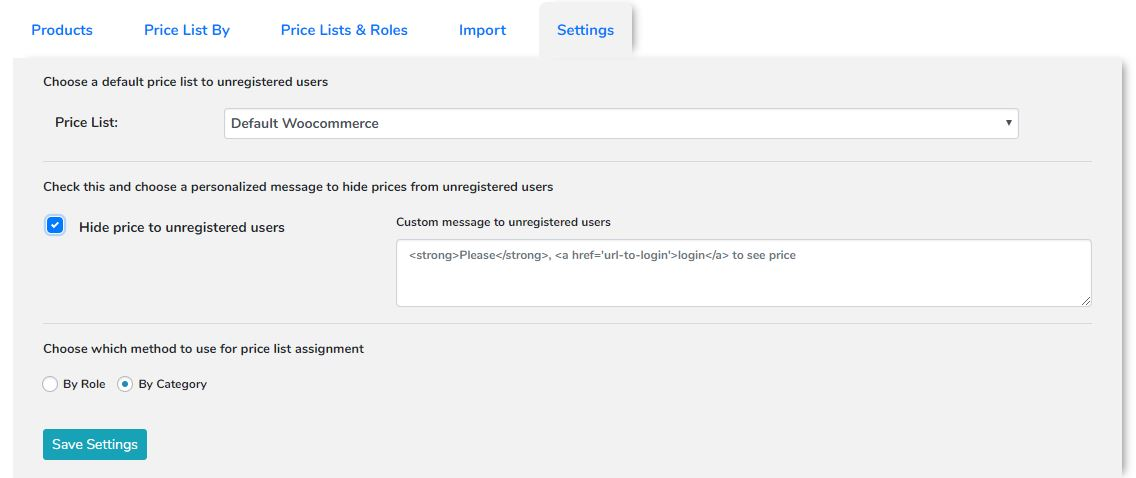 Products Price List By Price Lists & Roles Import Settings
Choose a default price list to unregistered users
Price List: Default Woocommerce
Check this and choose a personalized message to hide prices from unregistered users
Hide price to unregistered users
Custom message to unregistered users
<strong>Please</strong>, <a href='url-to-login'>login</a> to see price
Choose which method to use for price list assignment
By Role By Category
Save Settings